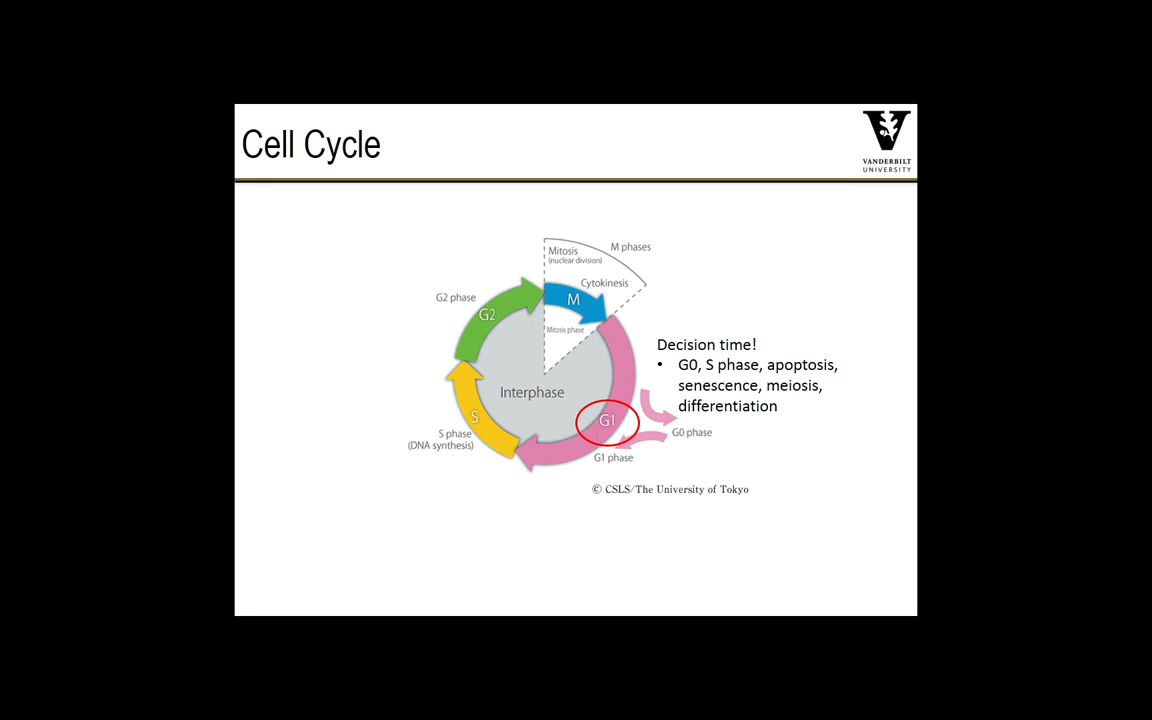 Cell Cycle
VANDERBILT
UNIVERSITY
Mitosis
(nuclear division)
M phases
Cytokinesis
G2 phase
G2
M
Mitosis phase
Decision time!
• G0, S phase, apoptosis,
senescence, meiosis,
differentiation
Interphase
S
G1
S phase
(DNA synthesis)
G0 phase
G1 phase
© CSLS/The University of Tokyo